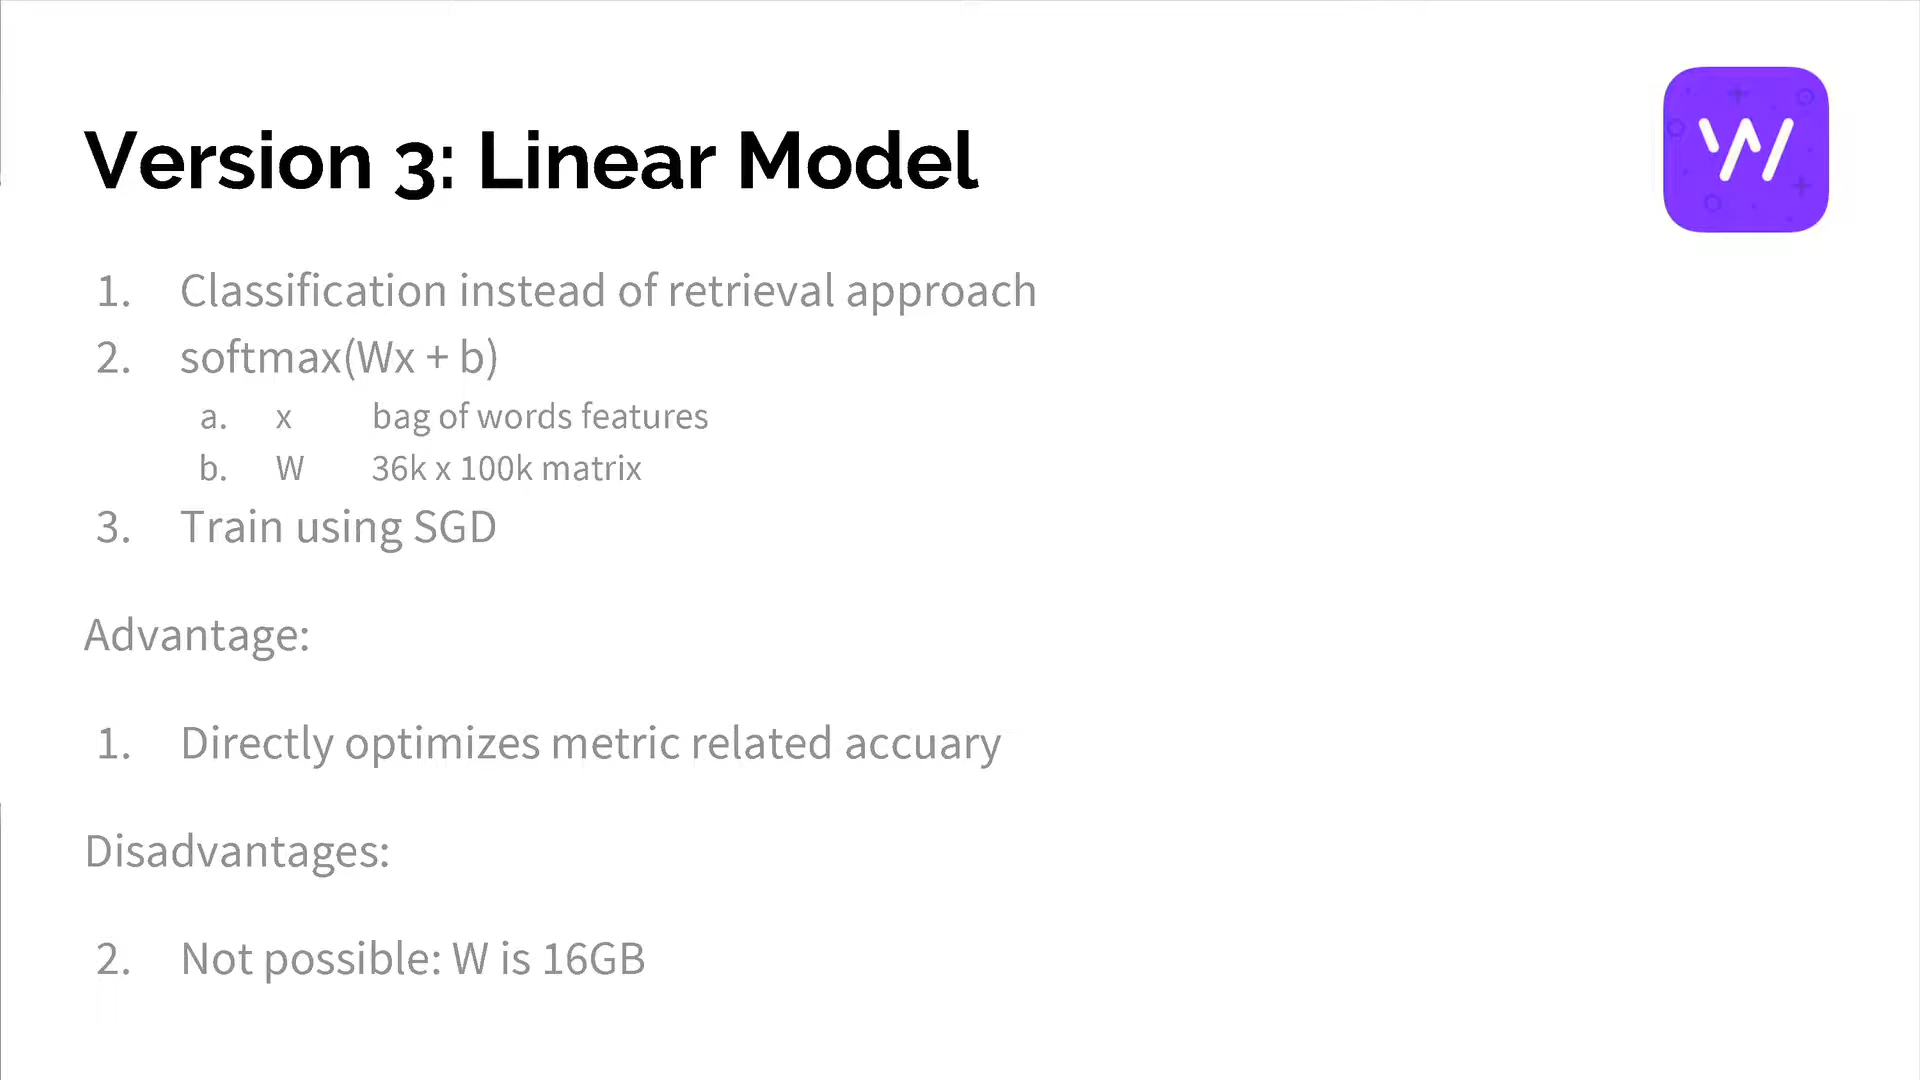 Version 3: Linear Model
1. Classification instead of retrieval approach
2. softmax(Wx + b)
a. x bag of words features
b. W 36k x 100k matrix
3. Train using SGD
Advantage:
1. Directly optimizes metric related accuary
Disadvantages:
2. Not possible: W is 16GB